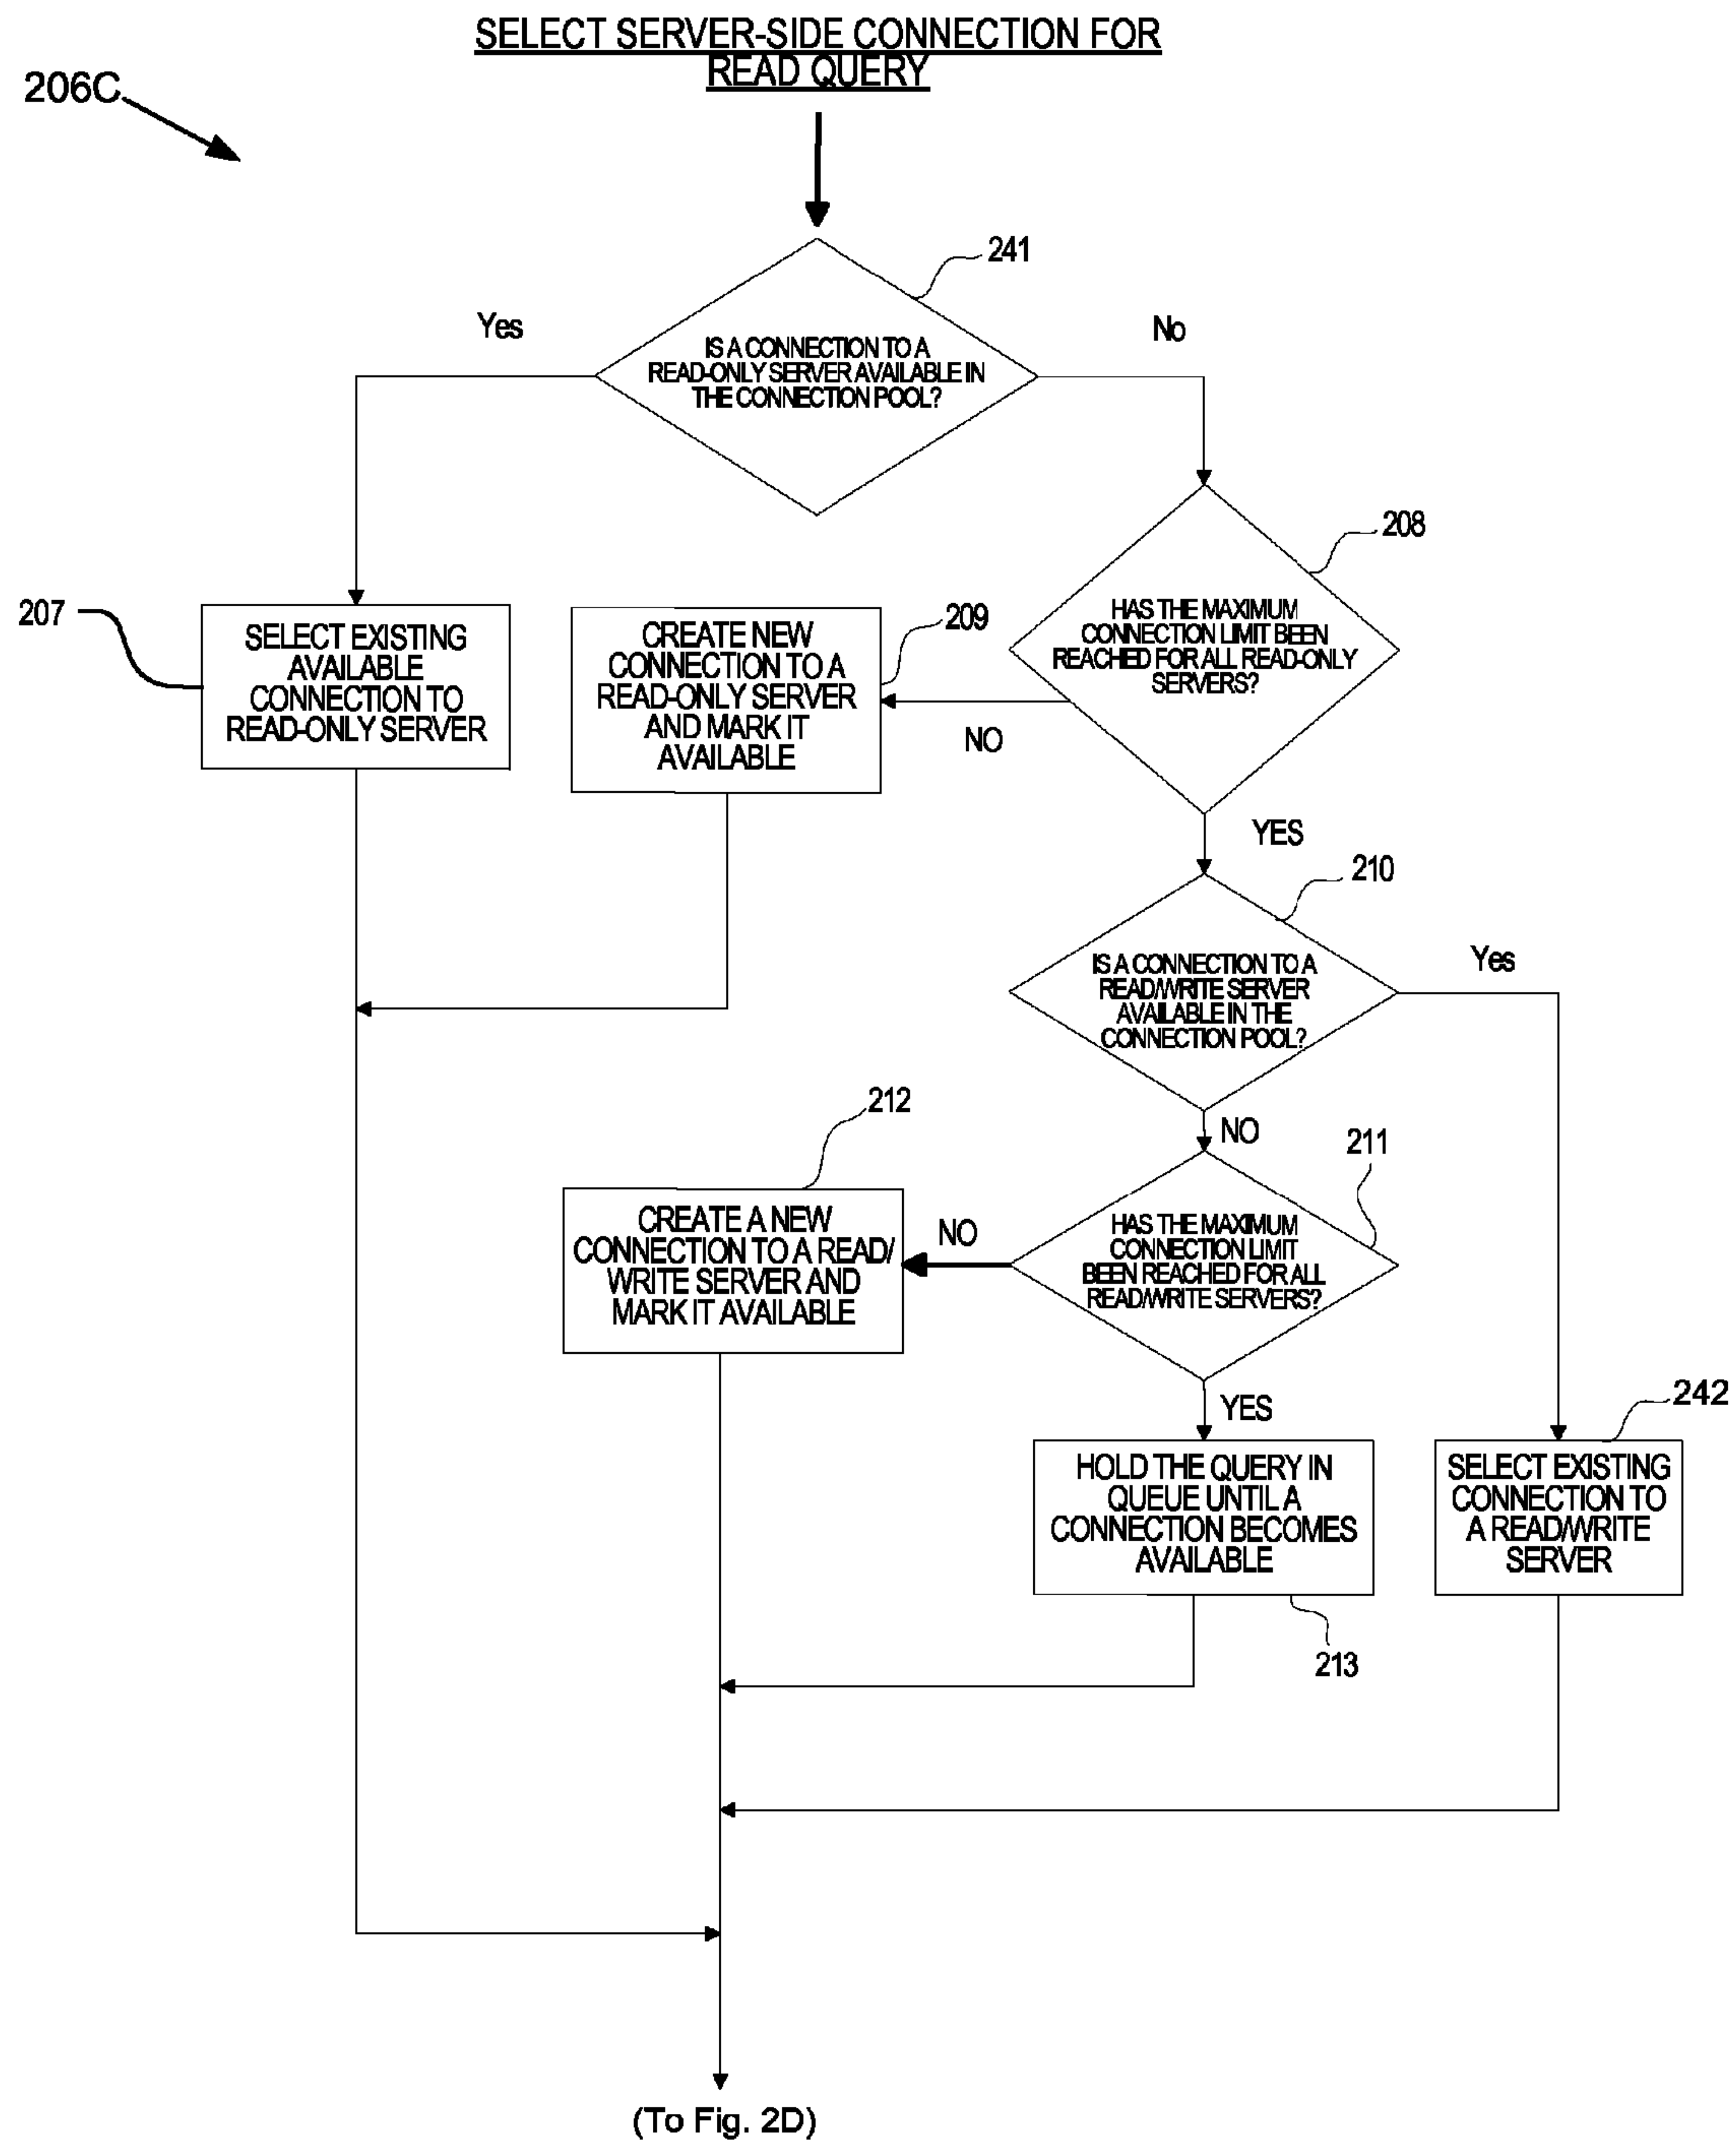 SELECT SERVER-SIDE CONNECTION FOR
READ QUERY
206C
241
Yes
No
IS A CONNECTION TO A
READ-ONLY SERVER AVAILABLE IN
THE CONNECTION POOL?
208
207
SELECT EXISTING
AVAILABLE
CONNECTION TO
READ-ONLY SERVER
CREATE NEW
CONNECTION TO A
READ-ONLY SERVER
AND MARK IT
AVAILABLE
209
HAS THE MAXIMUM
CONNECTION LIMIT BEEN
REACHED FOR ALL READ-ONLY
SERVERS?
NO
YES
210
IS A CONNECTION TO A
READ/WRITE SERVER
AVAILABLE IN THE
CONNECTION POOL?
Yes
NO
212
211
CREATE A NEW
CONNECTION TO A READ/
WRITE SERVER AND
MARK IT AVAILABLE
NO
HAS THE MAXIMUM
CONNECTION LIMIT
BEEN REACHED FOR ALL
READ/WRITE SERVERS?
YES
242
HOLD THE QUERY IN
QUEUE UNTIL A
CONNECTION BECOMES
AVAILABLE
SELECT EXISTING
CONNECTION TO
A READ/WRITE
SERVER
213
(To Fig. 2D)